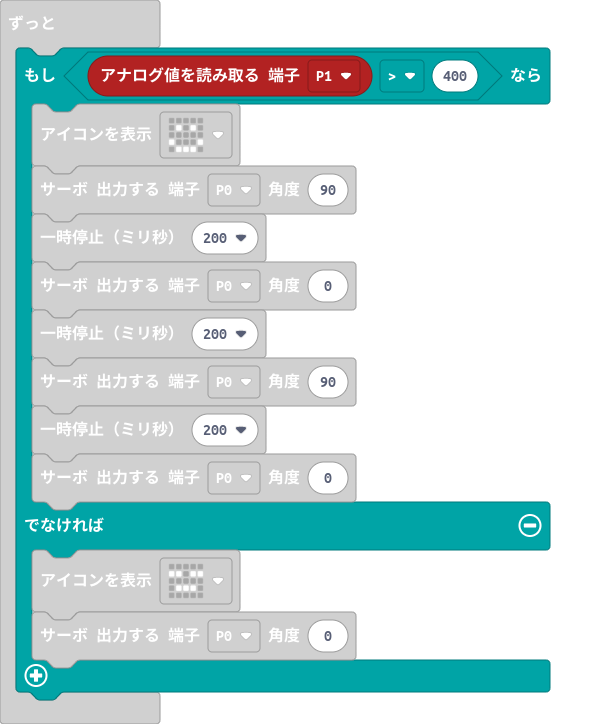 ずっと
もし アナログ値を読み取る 端子 P1 > 400 なら
アイコンを表示
サーボ 出力する 端子 P0 角度 90
一時停止（ミリ秒） 200
サーボ 出力する 端子 P0 角度 0
一時停止（ミリ秒） 200
サーボ 出力する 端子 P0 角度 90
一時停止（ミリ秒） 200
サーボ 出力する 端子 P0 角度 0
でなければ
アイコンを表示
サーボ 出力する 端子 P0 角度 0